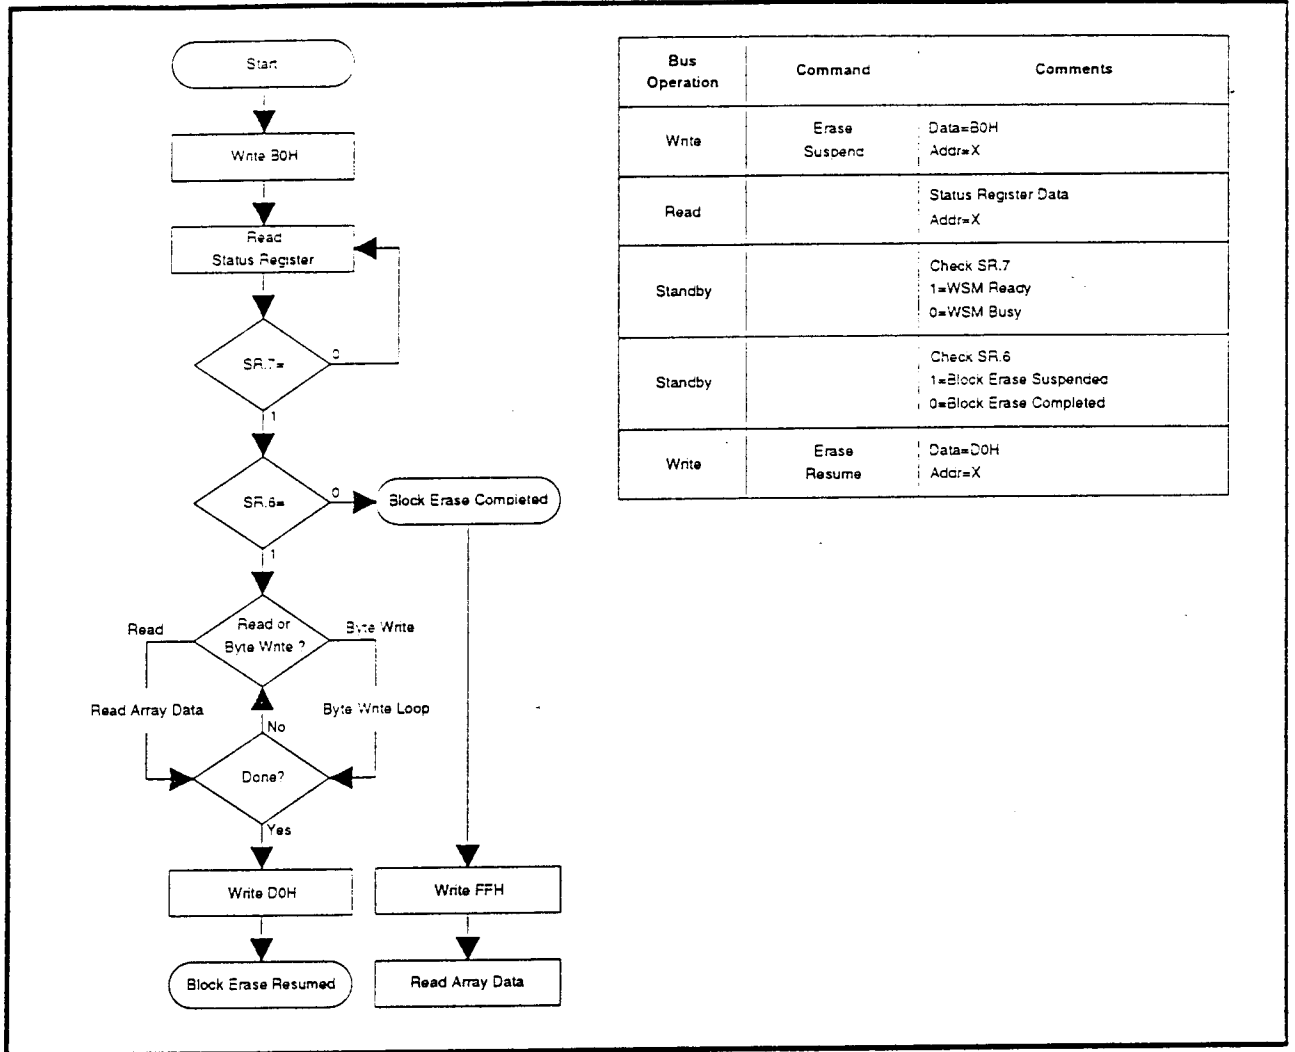 Start
Write B0H
Read
Status Register
SR.7=
0
1
SR.6=
0
Block Erase Completed
1
Read or
Byte Write ?
Read
Byte Write
Read Array Data
Byte Write Loop
No
Done?
Yes
Write D0H
Write FFH
Block Erase Resumed
Read Array Data
Bus
Operation
Command
Comments
Write
Erase
Suspend
Data=B0H
Addr=X
Read
Status Register Data
Addr=X
Standby
Check SR.7
1=WSM Ready
0=WSM Busy
Standby
Check SR.6
1=Block Erase Suspended
0=Block Erase Completed
Write
Erase
Resume
Data=D0H
Addr=X